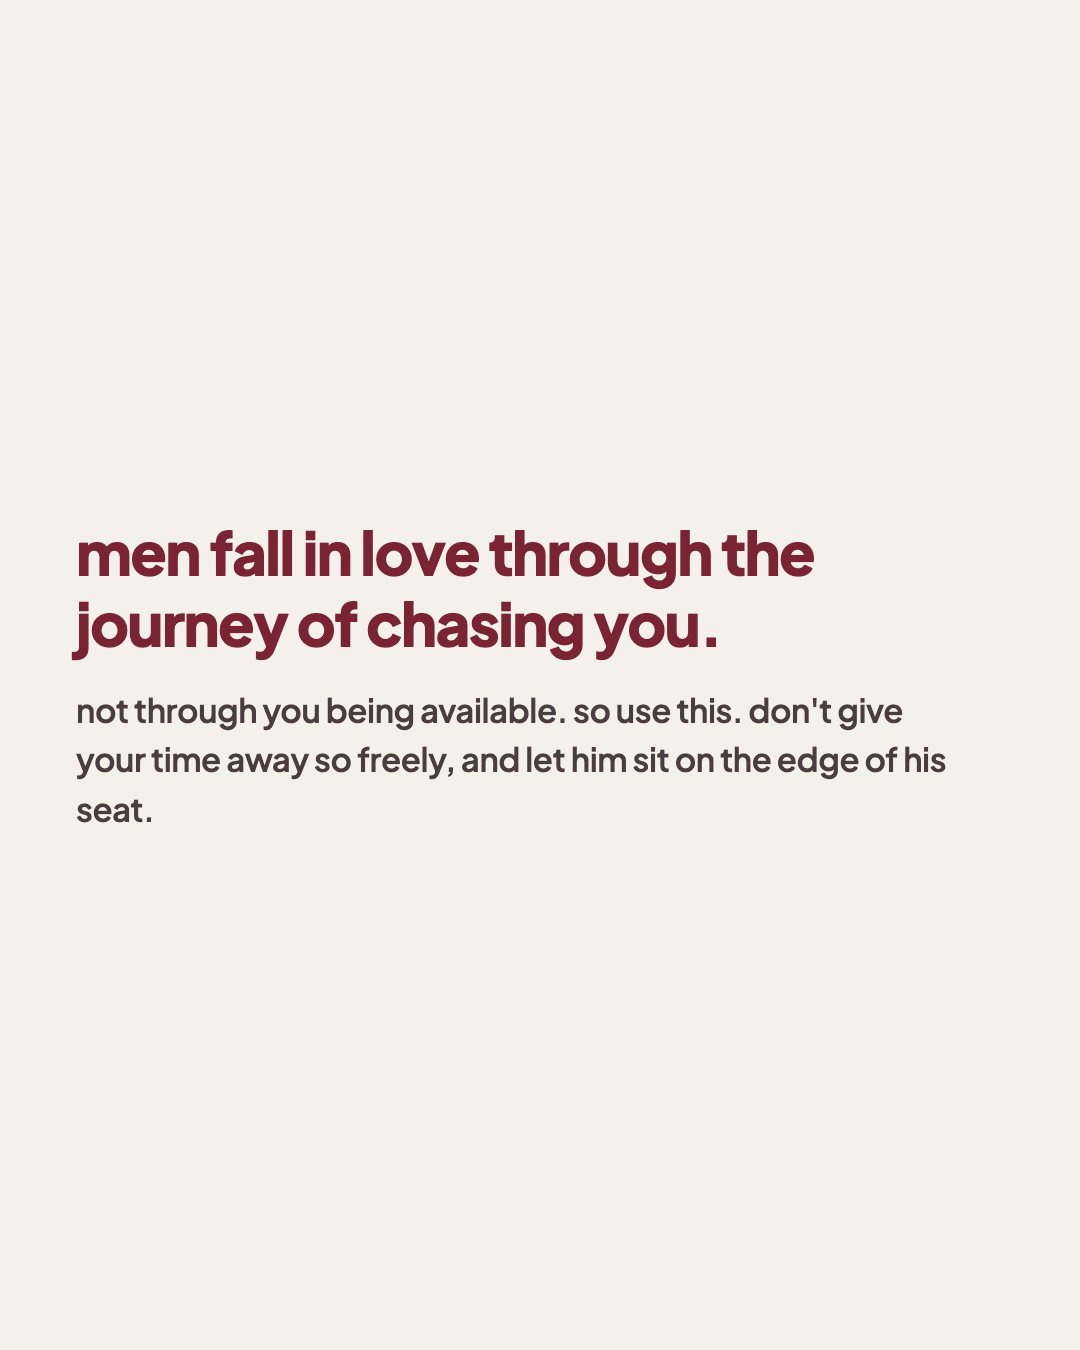 men fall in love through the
journey of chasing you.
not through you being available. so use this. don't give
your time away so freely, and let him sit on the edge of his
seat.